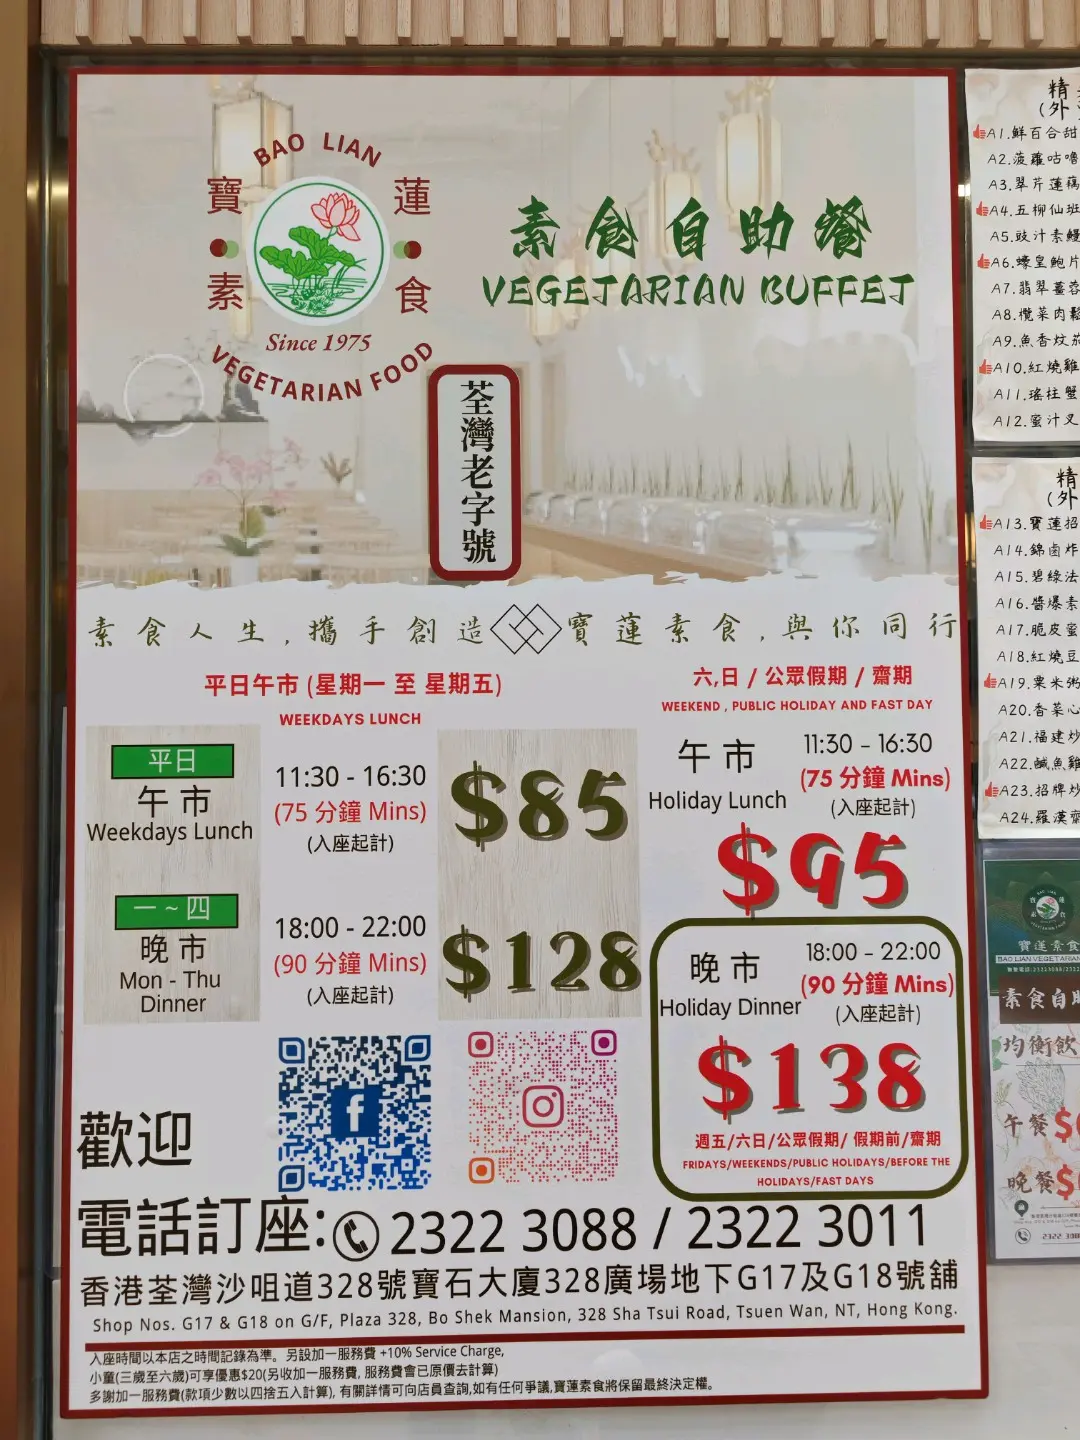 BAO LIAN
寶蓮
素食
Since 1975
VEGETARIAN FOOD
素食自助餐
VEGETARIAN BUFFET
荃灣老字號
素食人生,攜手創造 寶蓮素食,與你同行
平日午市 (星期一 至 星期五)
WEEKDAYS LUNCH
平日
午市
Weekdays Lunch
11:30 - 16:30
(75 分鐘 Mins)
(入座起計)
$85
一 ~ 四
晚市
Mon - Thu
Dinner
18:00 - 22:00
(90 分鐘 Mins)
(入座起計)
$128
六,日 / 公眾假期 / 齋期
WEEKEND , PUBLIC HOLIDAY AND FAST DAY
午市
Holiday Lunch
11:30 - 16:30
(75 分鐘 Mins)
(入座起計)
$95
晚市
Holiday Dinner
18:00 - 22:00
(90 分鐘 Mins)
(入座起計)
$138
週五/六日/公眾假期/ 假期前/齋期
FRIDAYS/WEEKENDS/PUBLIC HOLIDAYS/BEFORE THE
HOLIDAYS/FAST DAYS
歡迎
電話訂座: 2322 3088 / 2322 3011
香港荃灣沙咀道328號寶石大廈328廣場地下G17及G18號舖
Shop Nos. G17 & G18 on G/F, Plaza 328, Bo Shek Mansion, 328 Sha Tsui Road, Tsuen Wan, NT, Hong Kong.
入座時間以本店之時間記錄為準。另設加一服務費 +10% Service Charge,
小童(三歲至六歲)可享優惠$20(另收加一服務費, 服務費會已原價去計算)
多謝加一服務費(款項少數以四捨五入計算), 有關詳情可向店員查詢,如有任何爭議,寶蓮素食將保留最終決定權。
精
(外
A1.鮮百合甜
A2.菠蘿咕嚕
A3.翠芹蓮藕
A4.五柳仙班
A5.豉汁素鰻
A6.蠔皇鮑片
A7.翡翠薑蓉
A8.欖菜肉鬆
A9.魚香炆茄
A10.紅燒雞
A11.瑤柱蟹
A12.蜜汁叉
精
(外
A13.寶蓮招
A14.錦鹵炸
A15.碧綠法
A16.醬爆素
A17.脆皮蜜
A18.紅燒豆
A19.粟米粥
A20.香菜心
A21.福建炒
A22.鹹魚雞
A23.招牌炒
A24.羅漢齋
寶蓮素食
BAO LIAN VEGETARIAN
素食自助
均衡飲
午餐$
晚餐$
2322 308